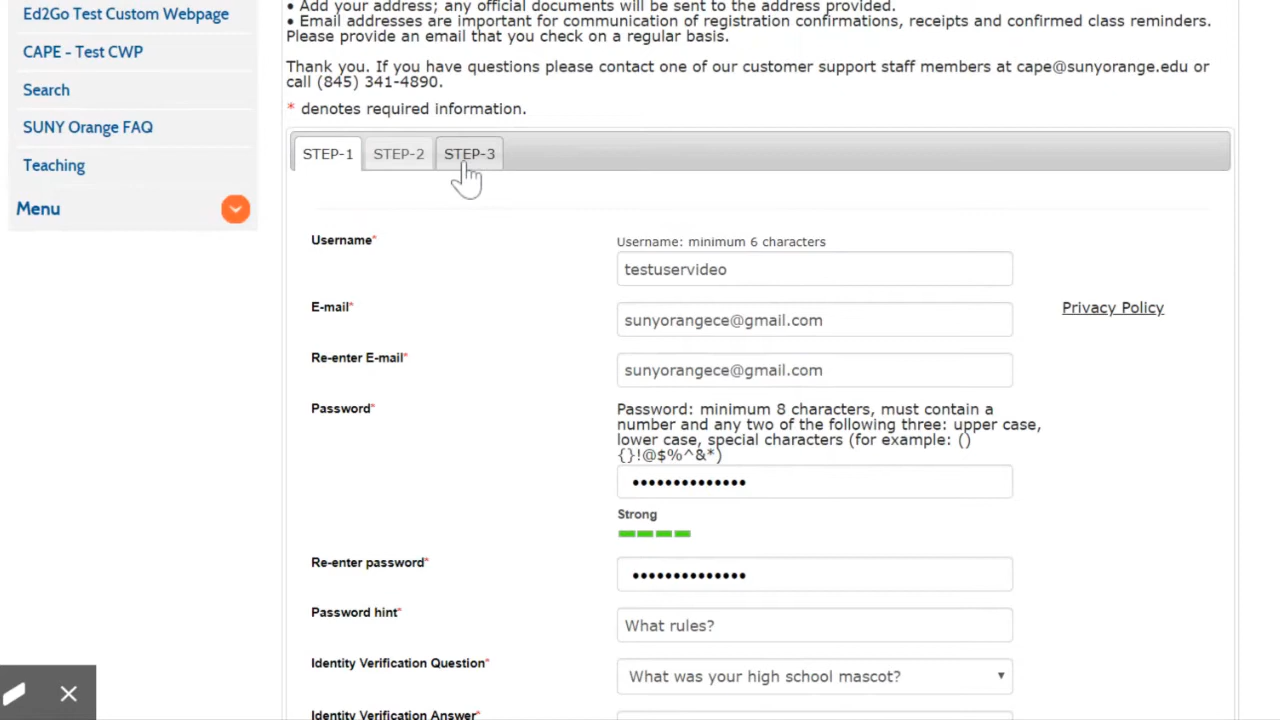 Ed2Go Test Custom Webpage
CAPE - Test CWP
Search
SUNY Orange FAQ
Teaching
Menu
• Add your address; any official documents will be sent to the address provided.
• Email addresses are important for communication of registration confirmations, receipts and confirmed class reminders.
Please provide an email that you check on a regular basis.
Thank you. If you have questions please contact one of our customer support staff members at cape@sunyorange.edu or
call (845) 341-4890.
* denotes required information.
STEP-1 STEP-2 STEP-3
Username* Username: minimum 6 characters
testuservideo
E-mail* sunyorangece@gmail.com Privacy Policy
Re-enter E-mail* sunyorangece@gmail.com
Password* Password: minimum 8 characters, must contain a
number and any two of the following three: upper case,
lower case, special characters (for example: ()
{}!@$%^&*)
••••••••••••••
Strong
Re-enter password* ••••••••••••••
Password hint* What rules?
Identity Verification Question* What was your high school mascot?
Identity Verification Answer*